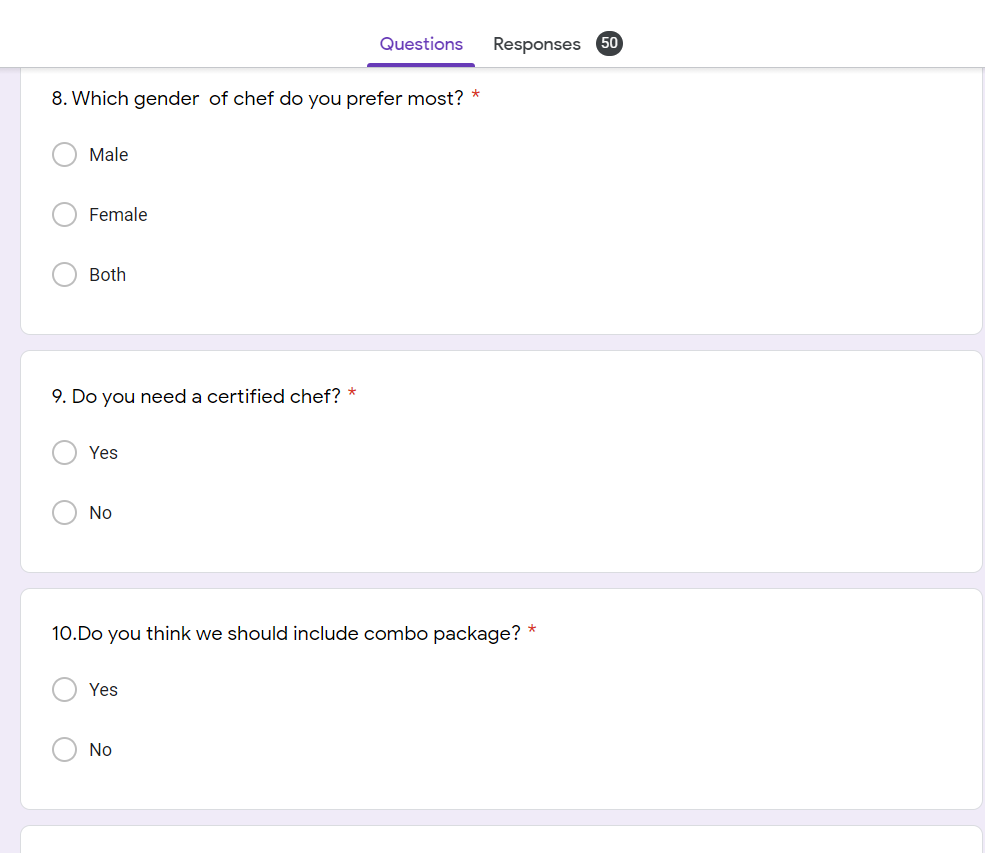 Questions Responses 50
8. Which gender  of chef do you prefer most? *
Male
Female
Both
9. Do you need a certified chef? *
Yes
No
10.Do you think we should include combo package? *
Yes
No